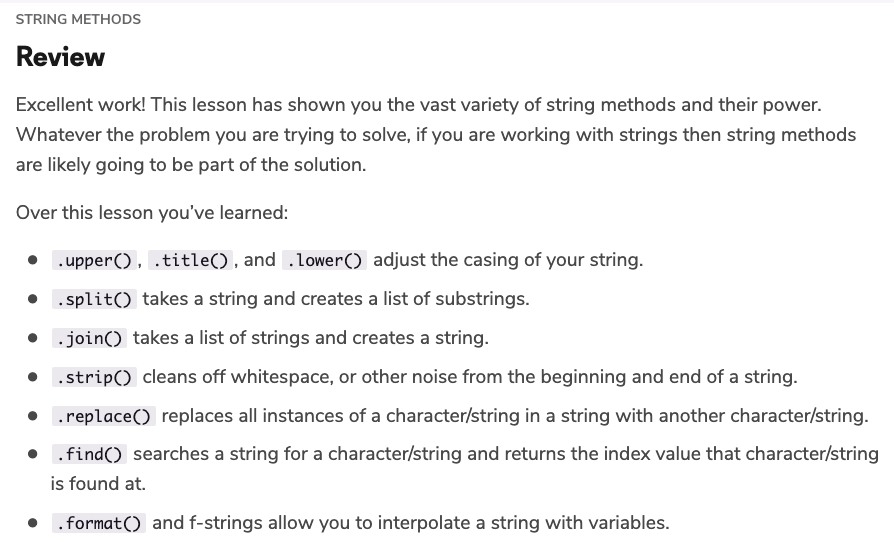 STRING METHODS
Review
Excellent work! This lesson has shown you the vast variety of string methods and their power.
Whatever the problem you are trying to solve, if you are working with strings then string methods
are likely going to be part of the solution.
Over this lesson you’ve learned:
● .upper(), .title(), and .lower() adjust the casing of your string.
● .split() takes a string and creates a list of substrings.
● .join() takes a list of strings and creates a string.
● .strip() cleans off whitespace, or other noise from the beginning and end of a string.
● .replace() replaces all instances of a character/string in a string with another character/string.
● .find() searches a string for a character/string and returns the index value that character/string
is found at.
● .format() and f-strings allow you to interpolate a string with variables.